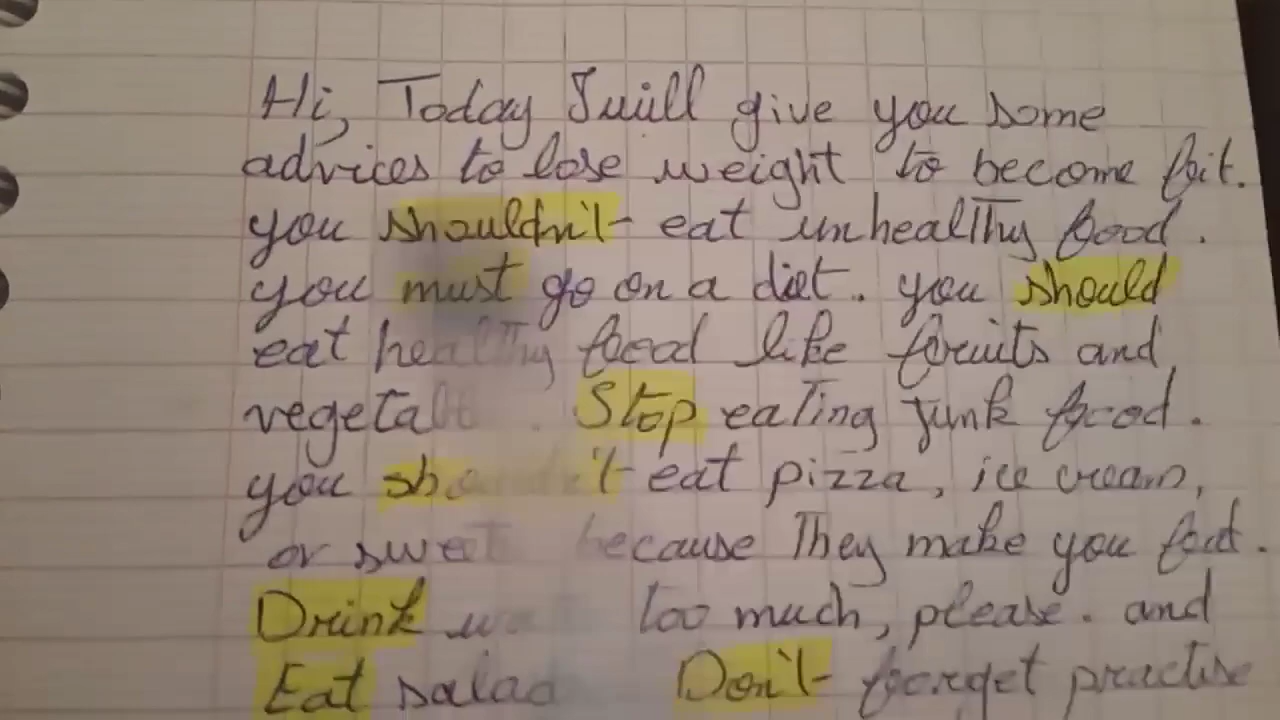 Hi, Today I will give you some
advices to lose weight to become fit.
you shouldn't eat unhealthy food.
you must go on a diet. you should
eat healthy food like fruits and
Stop eating junk food.
you shouldn't eat pizza, ice cream,
or because they make you fat.
Drink too much, please. and
Eat salad Don't forget practise